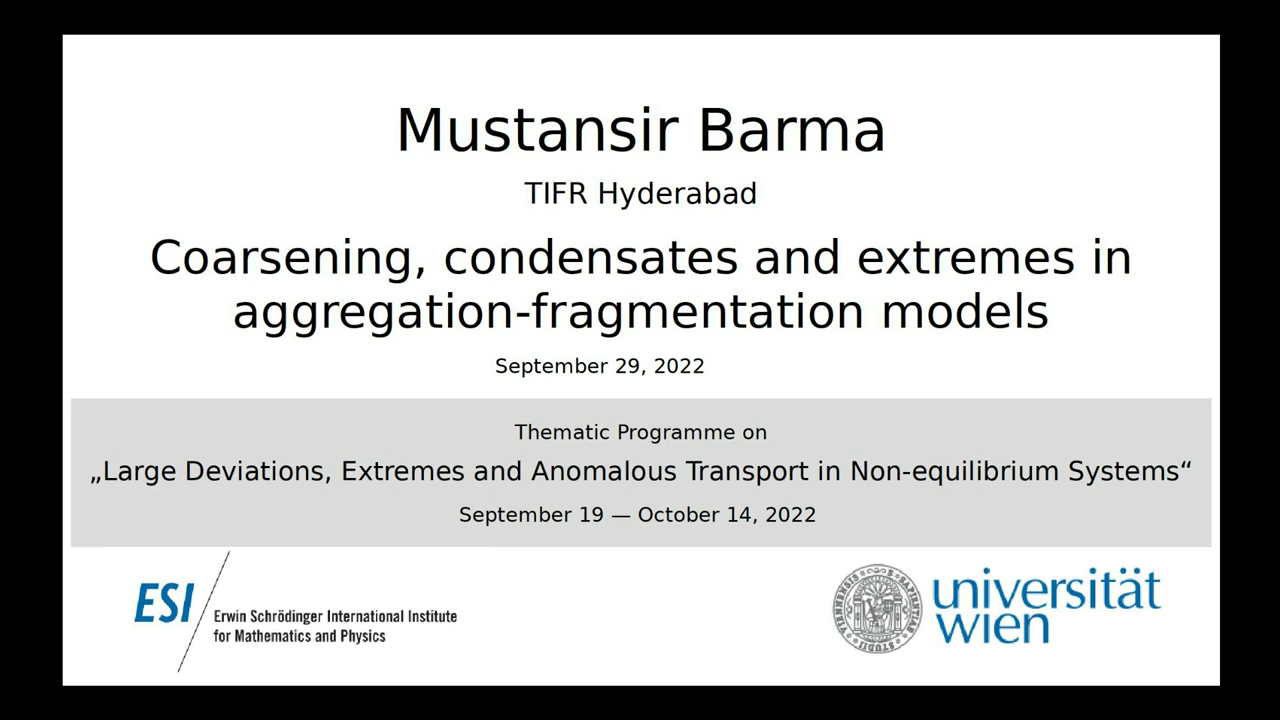 Mustansir Barma
TIFR Hyderabad
Coarsening, condensates and extremes in
aggregation-fragmentation models
September 29, 2022
Thematic Programme on
„Large Deviations, Extremes and Anomalous Transport in Non-equilibrium Systems“
September 19 — October 14, 2022
ESI
Erwin Schrödinger International Institute
for Mathematics and Physics
universität
wien